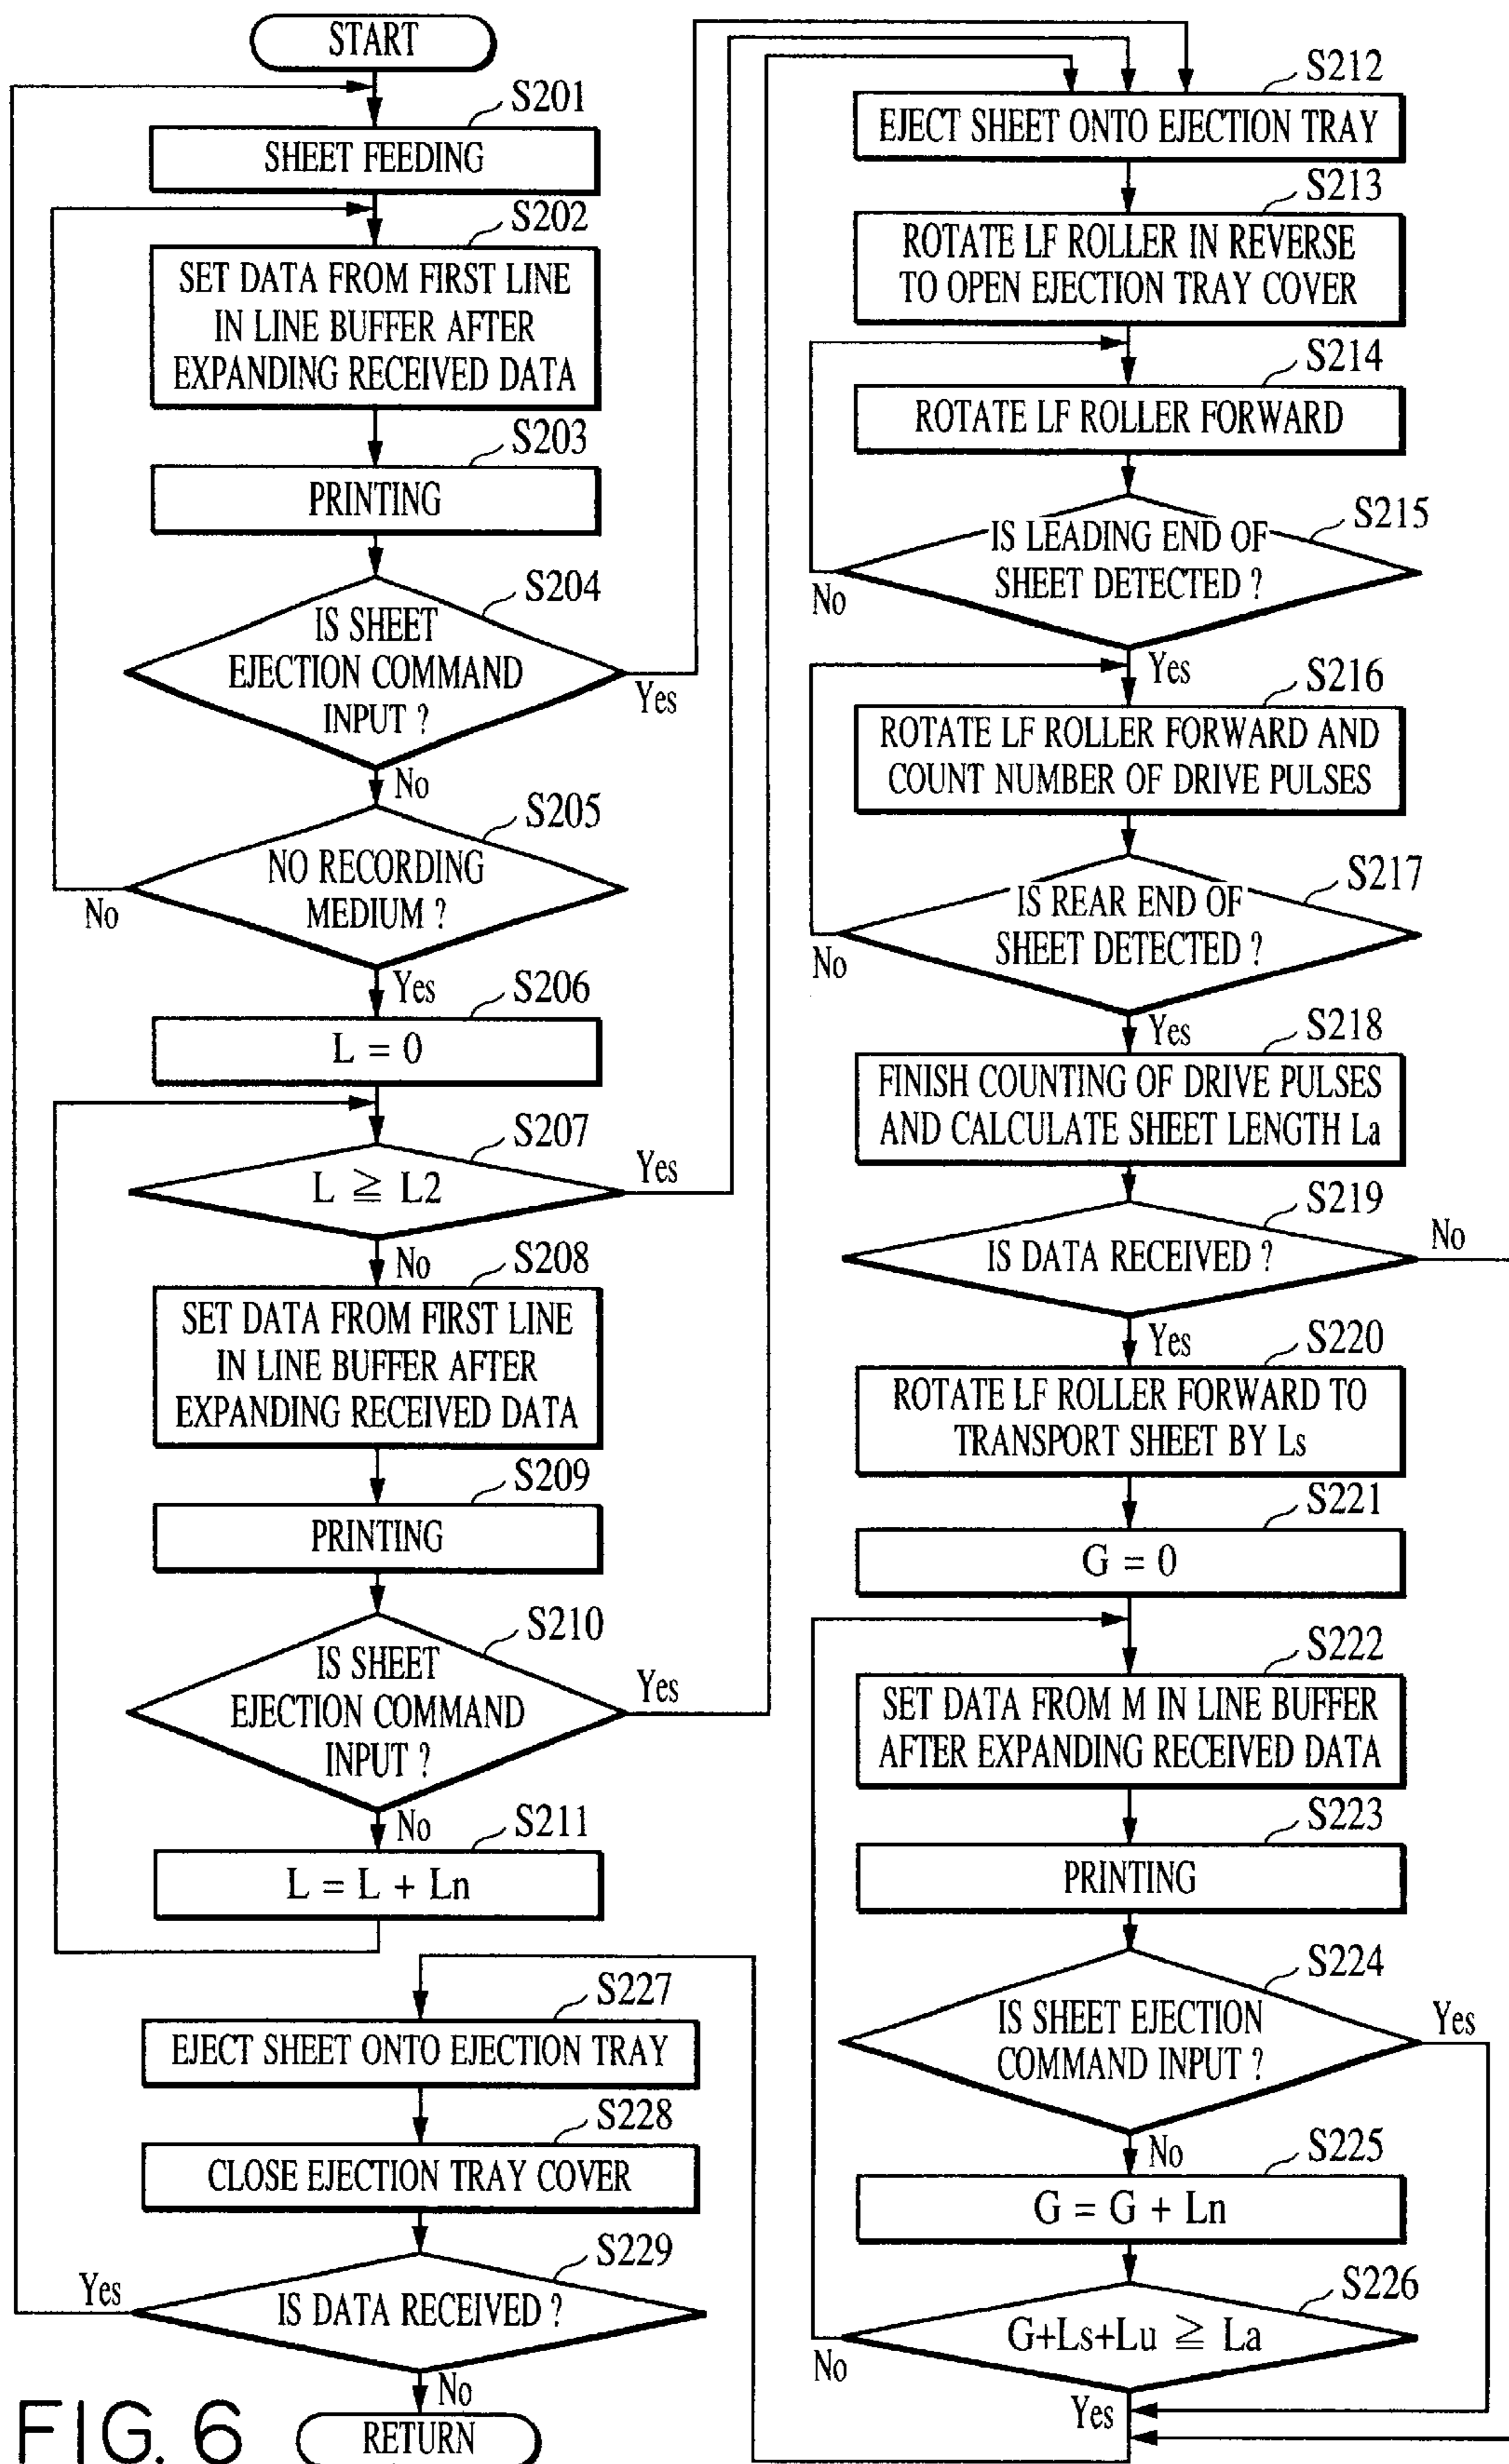 START
S201
SHEET FEEDING
S202
SET DATA FROM FIRST LINE
IN LINE BUFFER AFTER
EXPANDING RECEIVED DATA
S203
PRINTING
S204
IS SHEET
EJECTION COMMAND
INPUT ?
Yes
No
S205
NO RECORDING
MEDIUM ?
No
Yes
S206
L = 0
S207
L ≧ L2
Yes
No
S208
SET DATA FROM FIRST LINE
IN LINE BUFFER AFTER
EXPANDING RECEIVED DATA
S209
PRINTING
S210
IS SHEET
EJECTION COMMAND
INPUT ?
Yes
No
S211
L = L + Ln
S212
EJECT SHEET ONTO EJECTION TRAY
S213
ROTATE LF ROLLER IN REVERSE
TO OPEN EJECTION TRAY COVER
S214
ROTATE LF ROLLER FORWARD
S215
IS LEADING END OF
SHEET DETECTED ?
No
Yes
S216
ROTATE LF ROLLER FORWARD AND
COUNT NUMBER OF DRIVE PULSES
S217
IS REAR END OF
SHEET DETECTED ?
No
Yes
S218
FINISH COUNTING OF DRIVE PULSES
AND CALCULATE SHEET LENGTH La
S219
IS DATA RECEIVED ?
No
Yes
S220
ROTATE LF ROLLER FORWARD TO
TRANSPORT SHEET BY Ls
S221
G = 0
S222
SET DATA FROM M IN LINE BUFFER
AFTER EXPANDING RECEIVED DATA
S223
PRINTING
S224
IS SHEET EJECTION
COMMAND INPUT ?
Yes
No
S225
G = G + Ln
S226
G+Ls+Lu ≧ La
No
Yes
S227
EJECT SHEET ONTO EJECTION TRAY
S228
CLOSE EJECTION TRAY COVER
S229
IS DATA RECEIVED ?
Yes
No
RETURN
FIG. 6